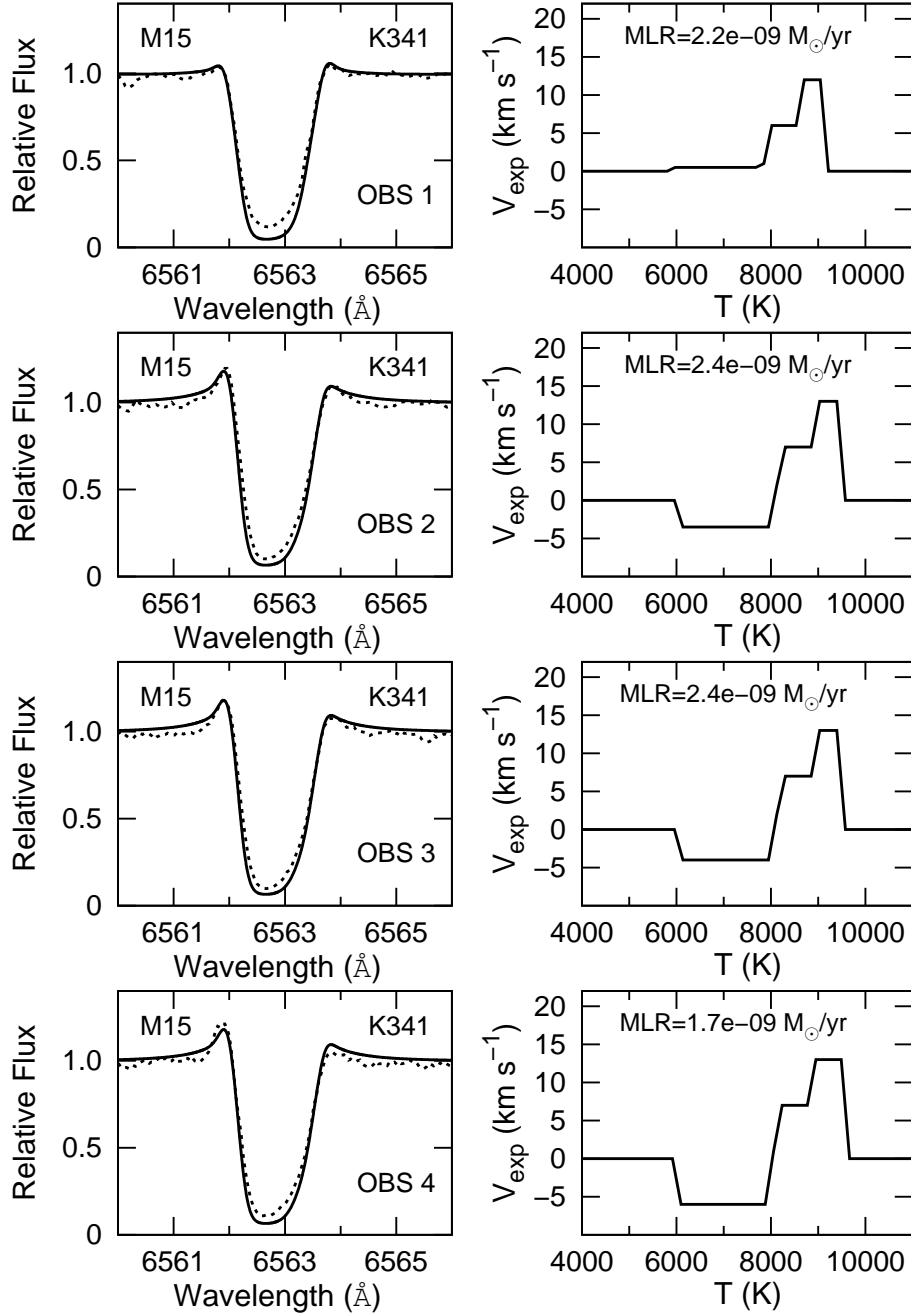 M15 K341
OBS 1
Relative Flux
1.0
0.5
0
6561 6563 6565
Wavelength (Å)
MLR=2.2e−09 M☉/yr
V_exp (km s⁻¹)
20
15
10
5
0
−5
4000 6000 8000 10000
T (K)
M15 K341
OBS 2
Relative Flux
1.0
0.5
0
6561 6563 6565
Wavelength (Å)
MLR=2.4e−09 M☉/yr
V_exp (km s⁻¹)
20
15
10
5
0
−5
4000 6000 8000 10000
T (K)
M15 K341
OBS 3
Relative Flux
1.0
0.5
0
6561 6563 6565
Wavelength (Å)
MLR=2.4e−09 M☉/yr
V_exp (km s⁻¹)
20
15
10
5
0
−5
4000 6000 8000 10000
T (K)
M15 K341
OBS 4
Relative Flux
1.0
0.5
0
6561 6563 6565
Wavelength (Å)
MLR=1.7e−09 M☉/yr
V_exp (km s⁻¹)
20
15
10
5
0
−5
4000 6000 8000 10000
T (K)